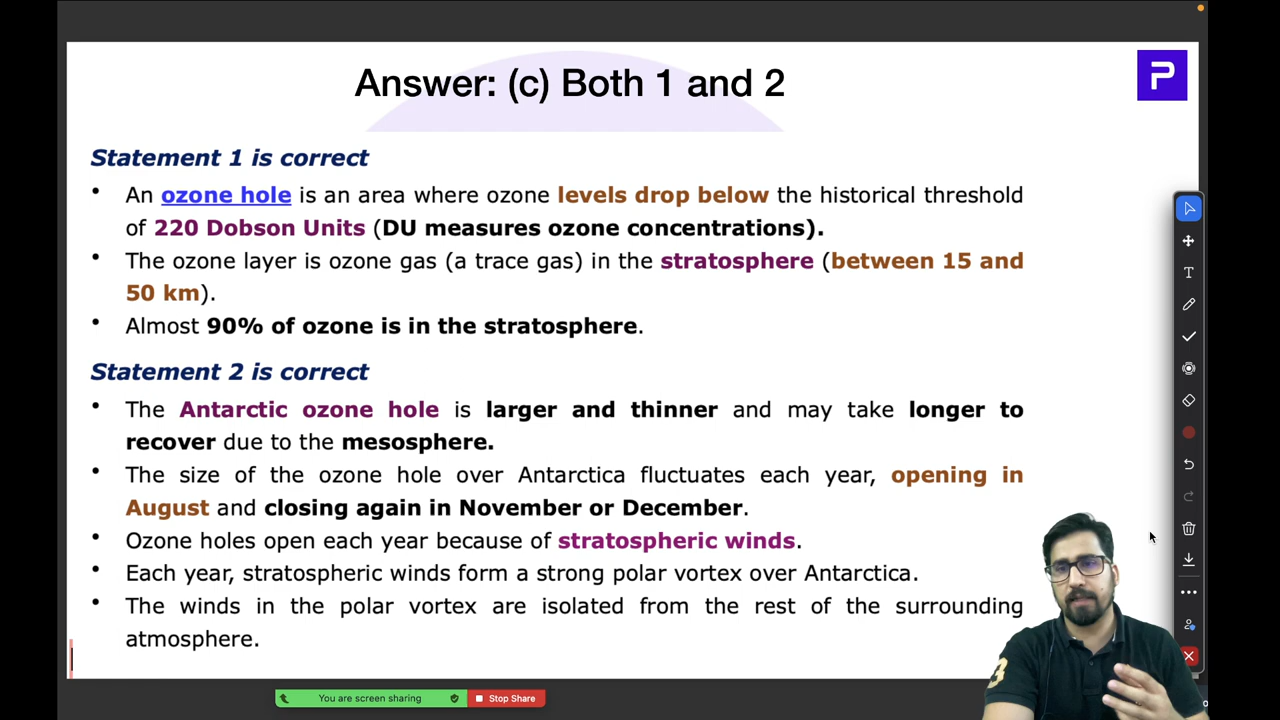 Answer: (c) Both 1 and 2
P
Statement 1 is correct
• An ozone hole is an area where ozone levels drop below the historical threshold
of 220 Dobson Units (DU measures ozone concentrations).
• The ozone layer is ozone gas (a trace gas) in the stratosphere (between 15 and
50 km).
• Almost 90% of ozone is in the stratosphere.
Statement 2 is correct
• The Antarctic ozone hole is larger and thinner and may take longer to
recover due to the mesosphere.
• The size of the ozone hole over Antarctica fluctuates each year, opening in
August and closing again in November or December.
• Ozone holes open each year because of stratospheric winds.
• Each year, stratospheric winds form a strong polar vortex over Antarctica.
• The winds in the polar vortex are isolated from the rest of the surrounding
atmosphere.
T
3
You are screen sharing
Stop Share